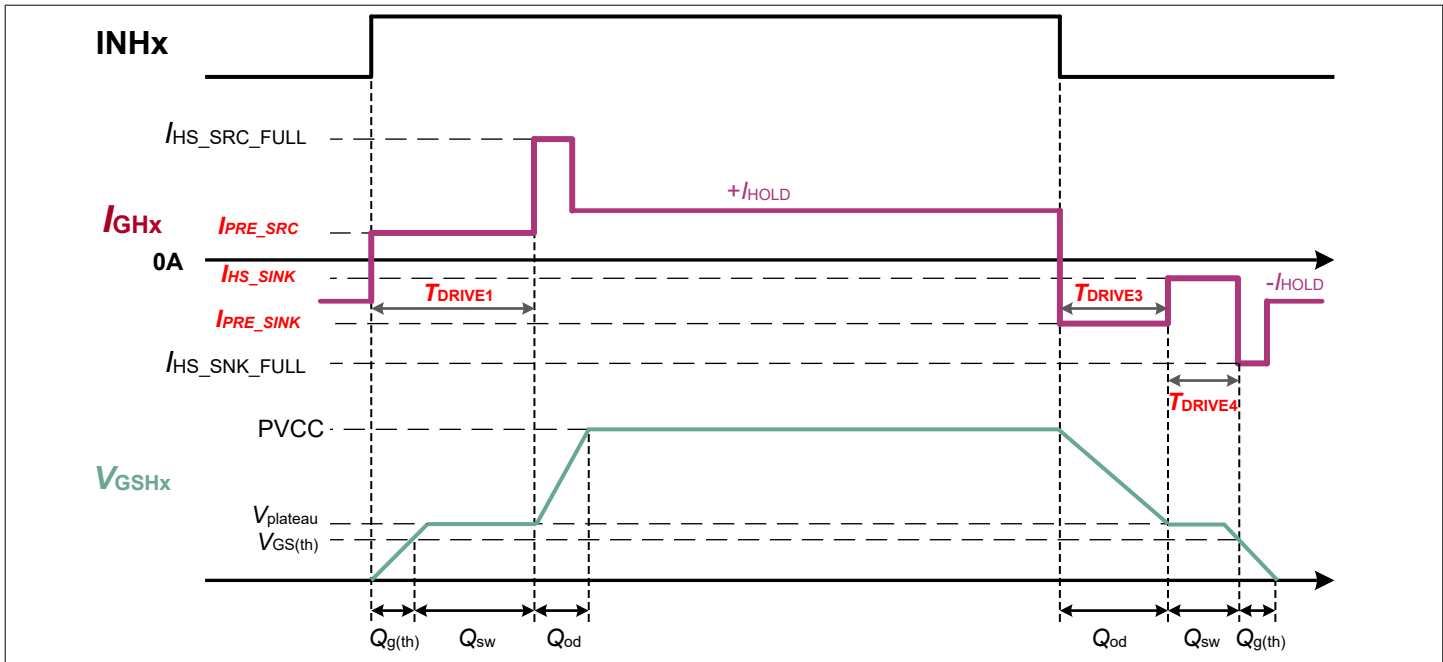 INHx
IHS_SRC_FULL
+IHOLD
IGHx
IPRE_SRC
0A
IHS_SINK
TDRIVE1
TDRIVE3
-IHOLD
IPRE_SINK
IHS_SNK_FULL
TDRIVE4
PVCC
VGSHx
Vplateau
VGS(th)
Qg(th) Qsw Qod Qod Qsw Qg(th)